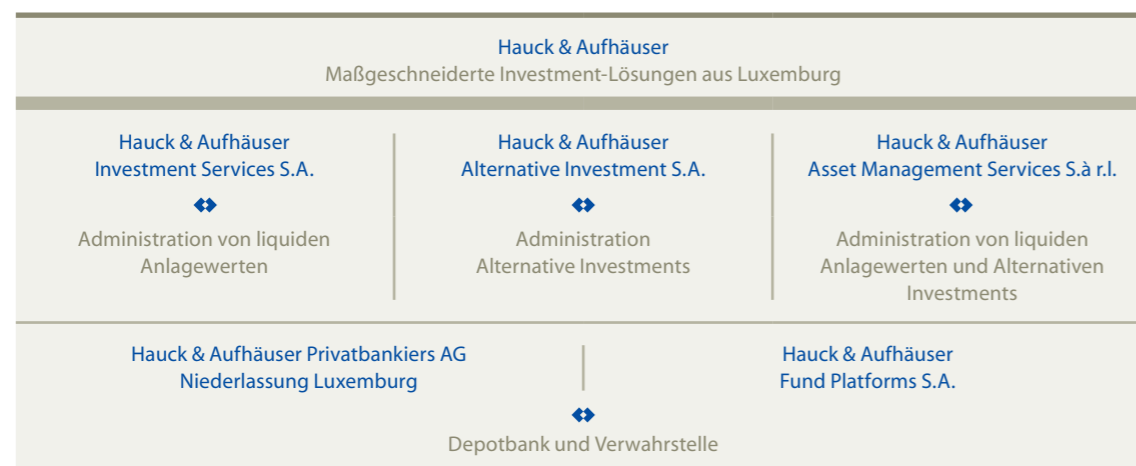 Hauck & Aufhäuser
Maßgeschneiderte Investment-Lösungen aus Luxemburg
Hauck & Aufhäuser
Investment Services S.A.
Administration von liquiden
Anlagewerten
Hauck & Aufhäuser
Alternative Investment S.A.
Administration
Alternative Investments
Hauck & Aufhäuser
Asset Management Services S.à r.l.
Administration von liquiden
Anlagewerten und Alternativen
Investments
Hauck & Aufhäuser Privatbankiers AG
Niederlassung Luxemburg
Hauck & Aufhäuser
Fund Platforms S.A.
Depotbank und Verwahrstelle